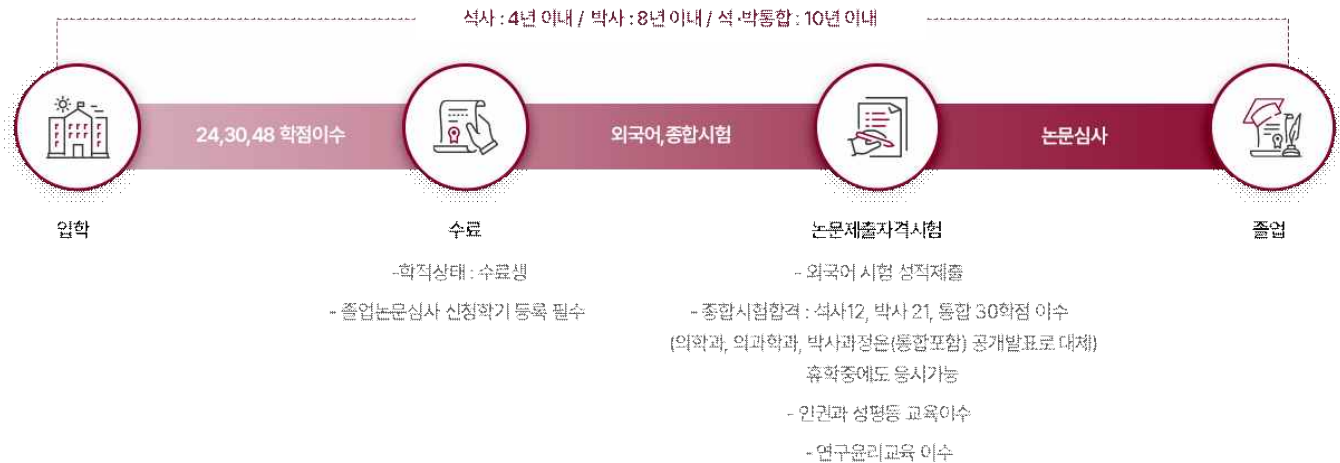 석사 : 4년 이내 / 박사 : 8년 이내 / 석·박통합 : 10년 이내
24,30,48 학점이수
외국어,종합시험
논문심사
입학
수료
논문제출자격시험
졸업
-학적상태 : 수료생
- 졸업논문심사 신청학기 등록 필수
- 외국어 시험 성적제출
- 종합시험합격 : 석사12, 박사 21, 통합 30학점 이수
(의학과, 의과학과, 박사과정은(통합포함) 공개발표로 대체)
휴학중에도 응시가능
- 인권과 성평등 교육이수
- 연구윤리교육 이수